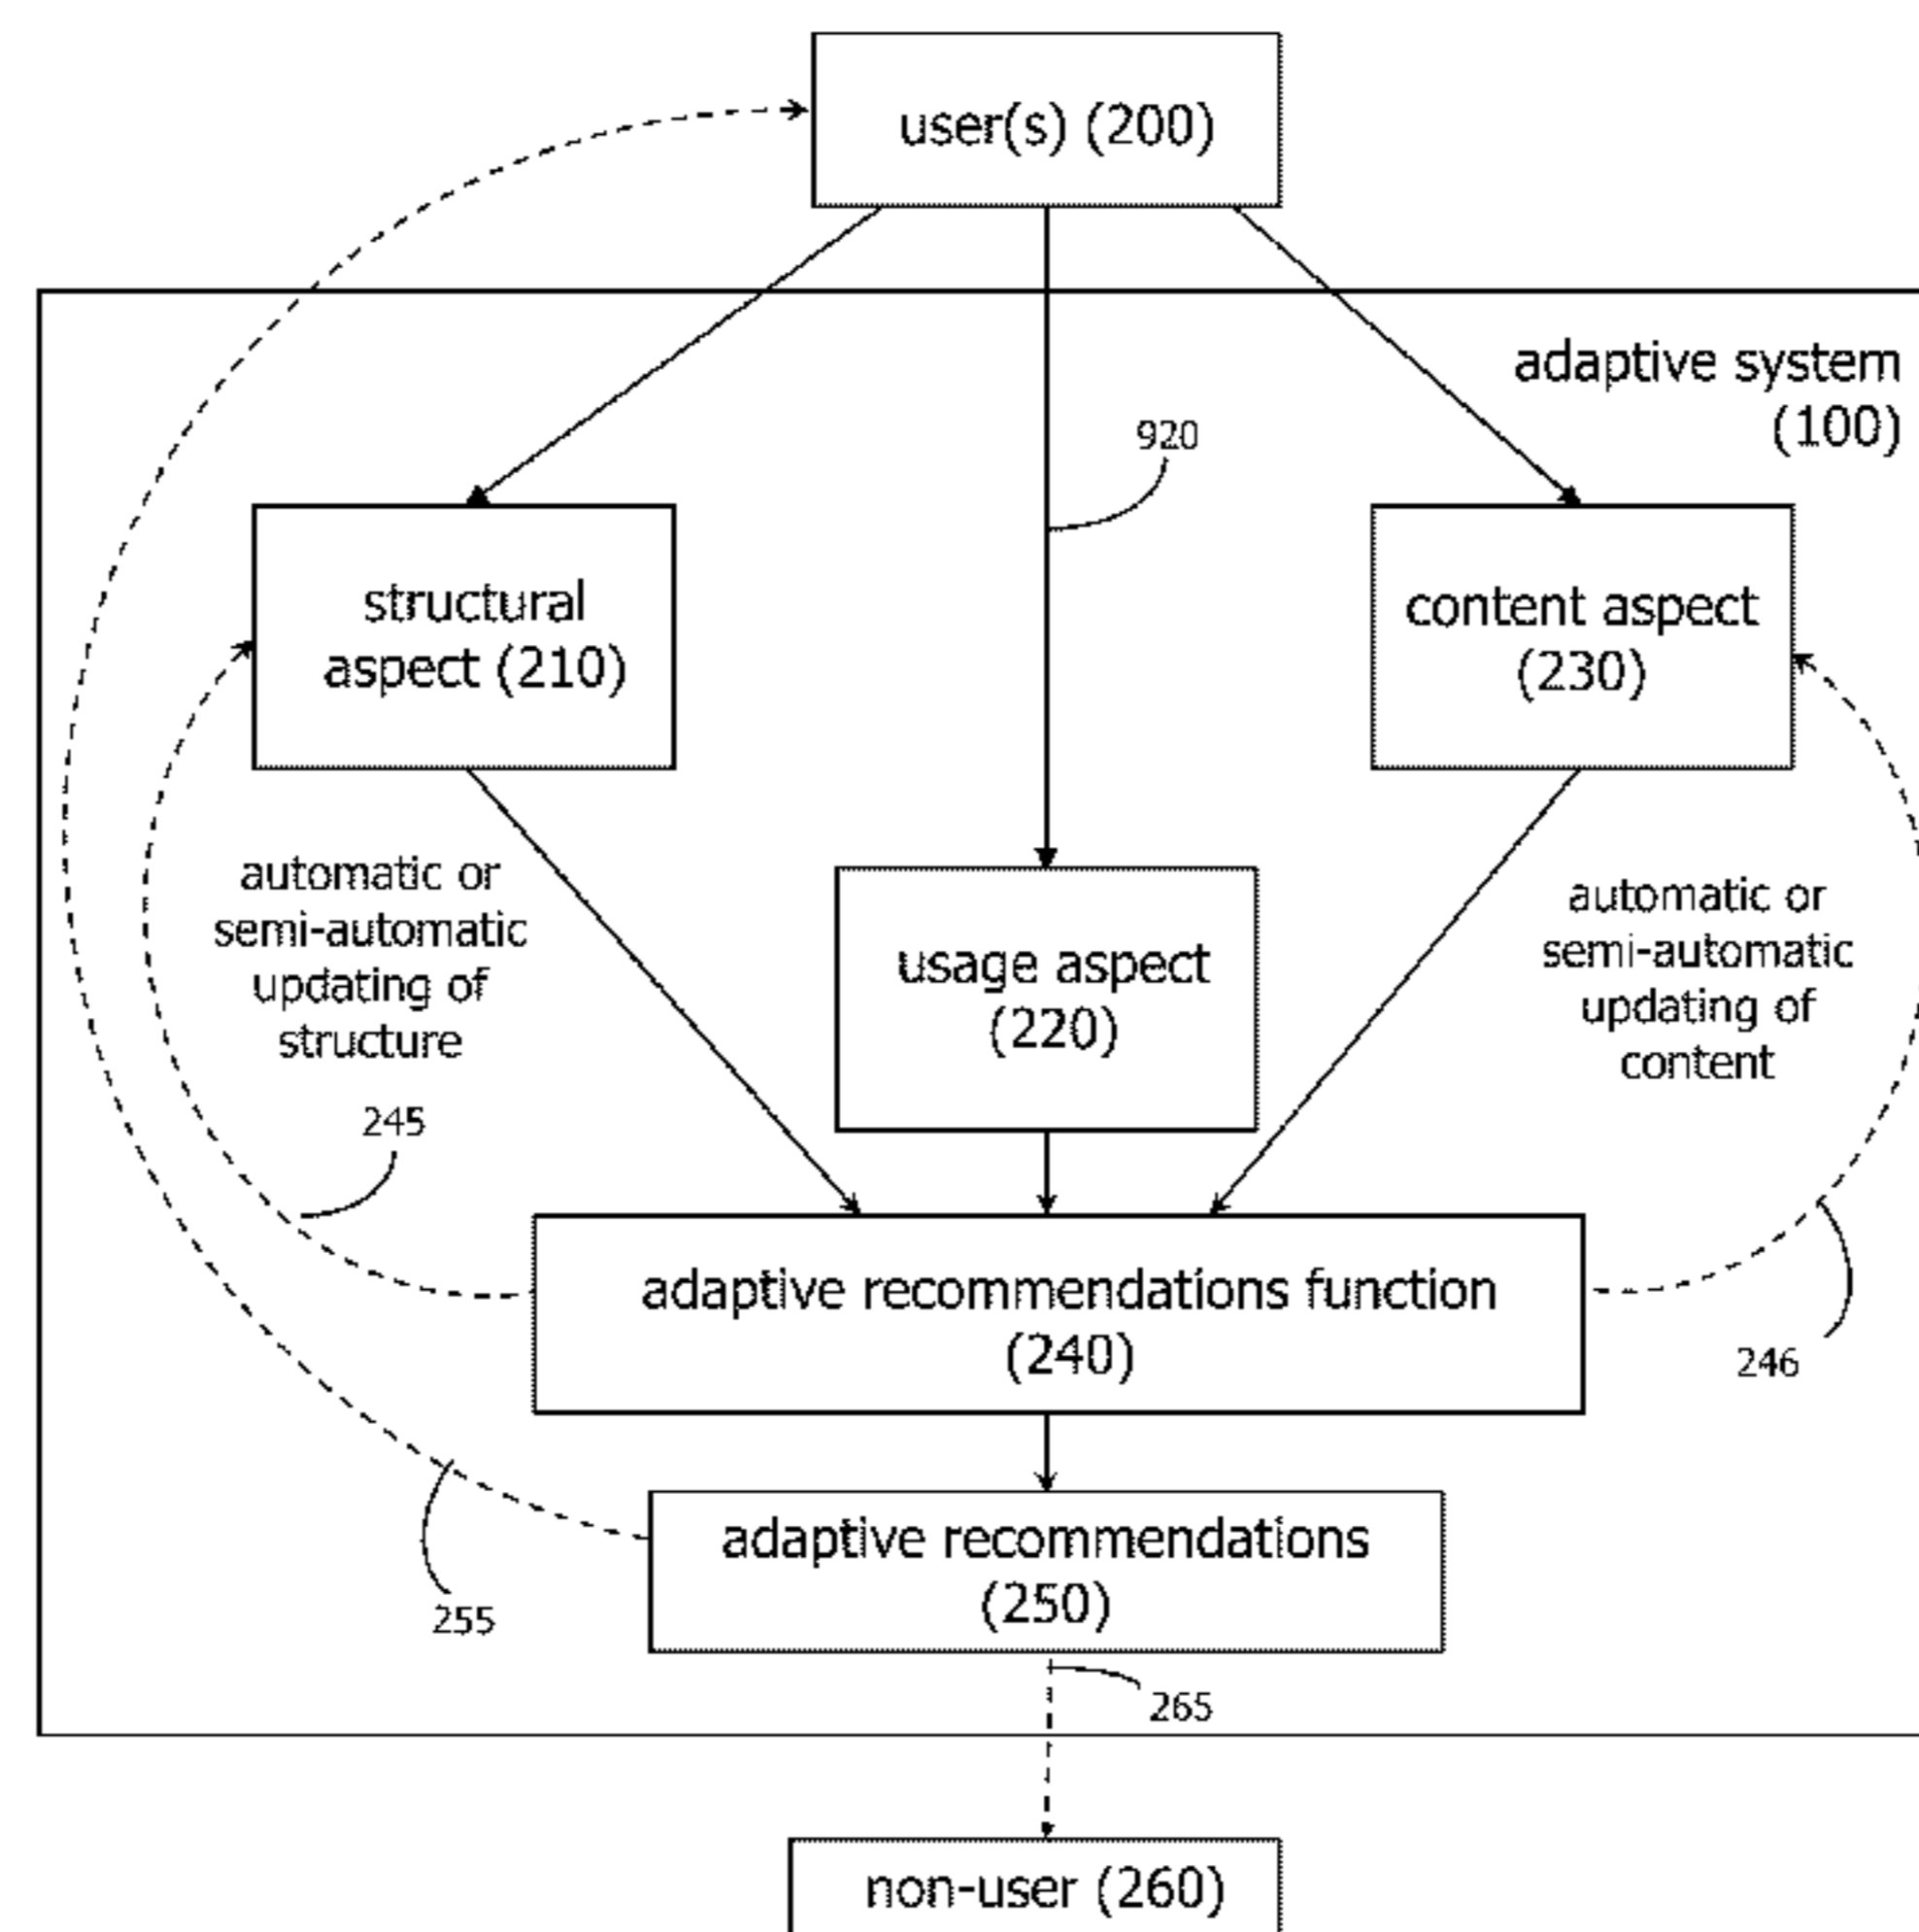 user(s) (200)
adaptive system
(100)
920
structural
aspect (210)
content aspect
(230)
automatic or
semi-automatic
updating of
structure
usage aspect
(220)
automatic or
semi-automatic
updating of
content
245
adaptive recommendations function
(240)
246
adaptive recommendations
(250)
255
265
non-user (260)